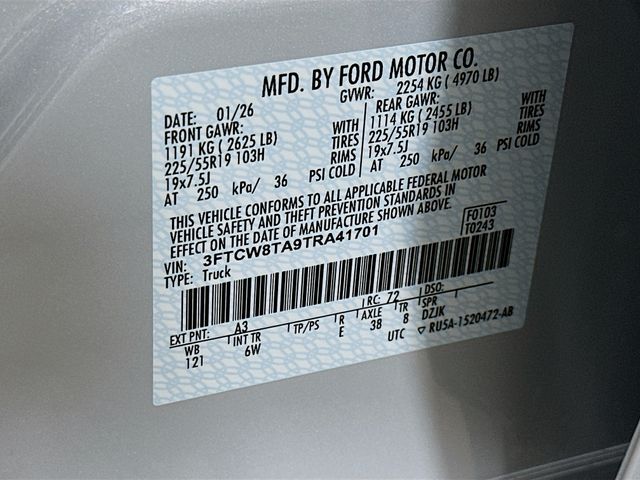 MFD. BY FORD MOTOR CO.
DATE: 01/26 GVWR: 2254 KG ( 4970 LB)
FRONT GAWR: REAR GAWR:
1191 KG ( 2625 LB) WITH 1114 KG ( 2455 LB) WITH
225/55R19 103H TIRES 225/55R19 103H TIRES
19x7.5J RIMS 19x7.5J RIMS
AT 250 kPa/ 36 PSI COLD AT 250 kPa/ 36 PSI COLD
THIS VEHICLE CONFORMS TO ALL APPLICABLE FEDERAL MOTOR
VEHICLE SAFETY AND THEFT PREVENTION STANDARDS IN
EFFECT ON DATE OF MANUFACTURE SHOWN ABOVE.
VIN: 3FTCW8TA9TRA41701 F0103
TYPE: Truck T0243
EXT PNT: A3 RC: 72 DSO:
WB INT TR TP/PS R AXLE TR SPR
121 6W E 38 8 DZJK
UTC ▽ RU5A-1520472-AB